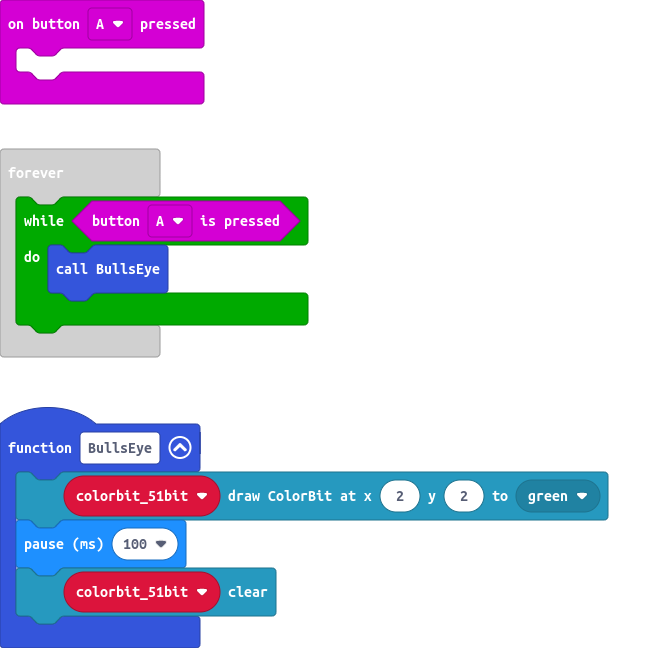 on button A pressed
forever
while button A is pressed
do call BullsEye
function BullsEye
colorbit_51bit draw ColorBit at x 2 y 2 to green
pause (ms) 100
colorbit_51bit clear